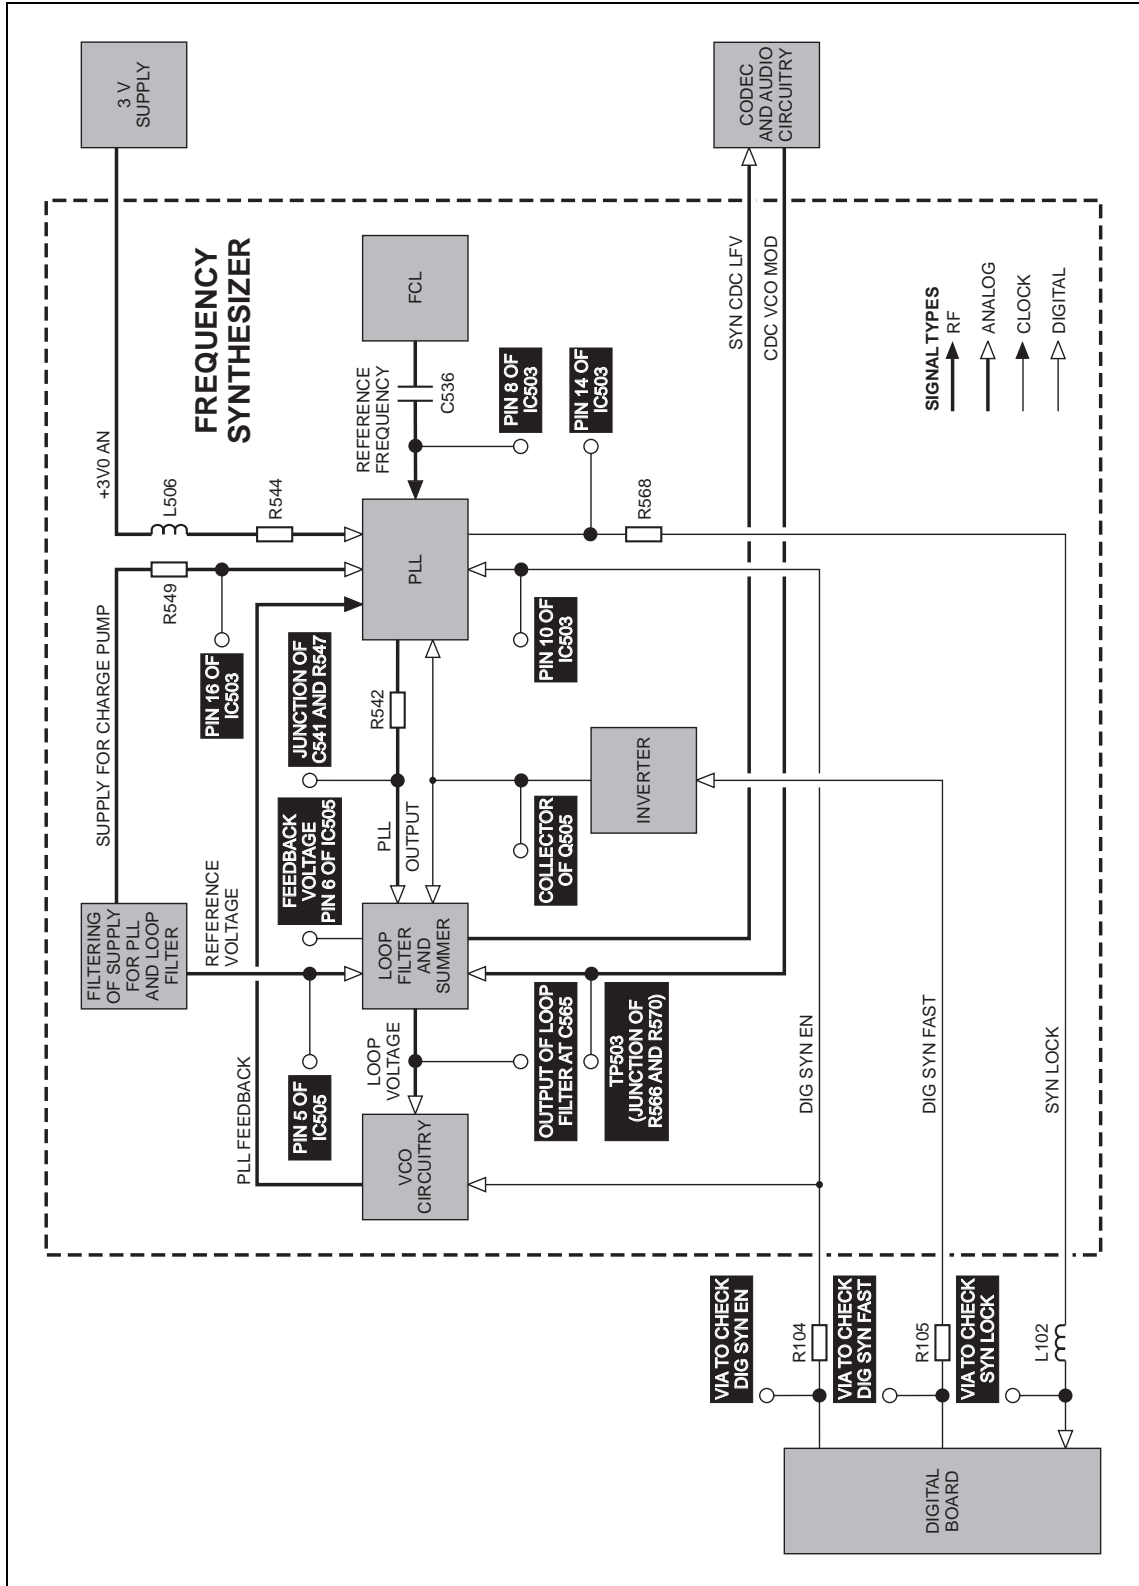 FREQUENCY
SYNTHESIZER
3 V
SUPPLY
+3V0 AN
L506
R544
CODEC
AND AUDIO
CIRCUITRY
SYN CDC LFV
CDC VCO MOD
FCL
REFERENCE
FREQUENCY
C536
PIN 8 OF
IC503
PIN 14 OF
IC503
R568
PLL
SUPPLY FOR CHARGE PUMP
R549
PIN 16 OF
IC503
PIN 10 OF
IC503
JUNCTION OF
C541 AND R547
R542
PLL
OUTPUT
INVERTER
COLLECTOR
OF Q505
FEEDBACK
VOLTAGE
PIN 6 OF IC505
FILTERING
OF SUPPLY
FOR PLL
AND LOOP
FILTER
REFERENCE
VOLTAGE
LOOP
FILTER
AND
SUMMER
PIN 5 OF
IC505
LOOP
VOLTAGE
OUTPUT OF LOOP
FILTER AT C565
TP503
(JUNCTION OF
R566 AND R570)
PLL FEEDBACK
VCO
CIRCUITRY
DIG SYN EN
DIG SYN FAST
SYN LOCK
SIGNAL TYPES
RF
ANALOG
CLOCK
DIGITAL
VIA TO CHECK
DIG SYN EN
R104
VIA TO CHECK
DIG SYN FAST
R105
VIA TO CHECK
SYN LOCK
L102
DIGITAL
BOARD